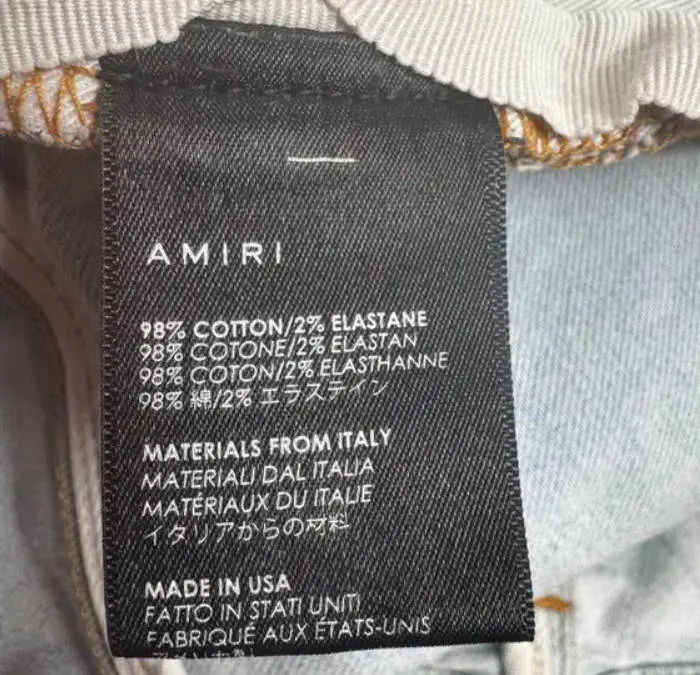 AMIRI
98% COTTON/2% ELASTANE
98% COTONE/2% ELASTAN
98% COTON/2% ELASTHANNE
98% 綿/2% エラステイン
MATERIALS FROM ITALY
MATERIALI DAL ITALIA
MATÉRIAUX DU ITALIE
イタリアからの材料
MADE IN USA
FATTO IN STATI UNITI
FABRIQUÉ AUX ÉTATS-UNIS